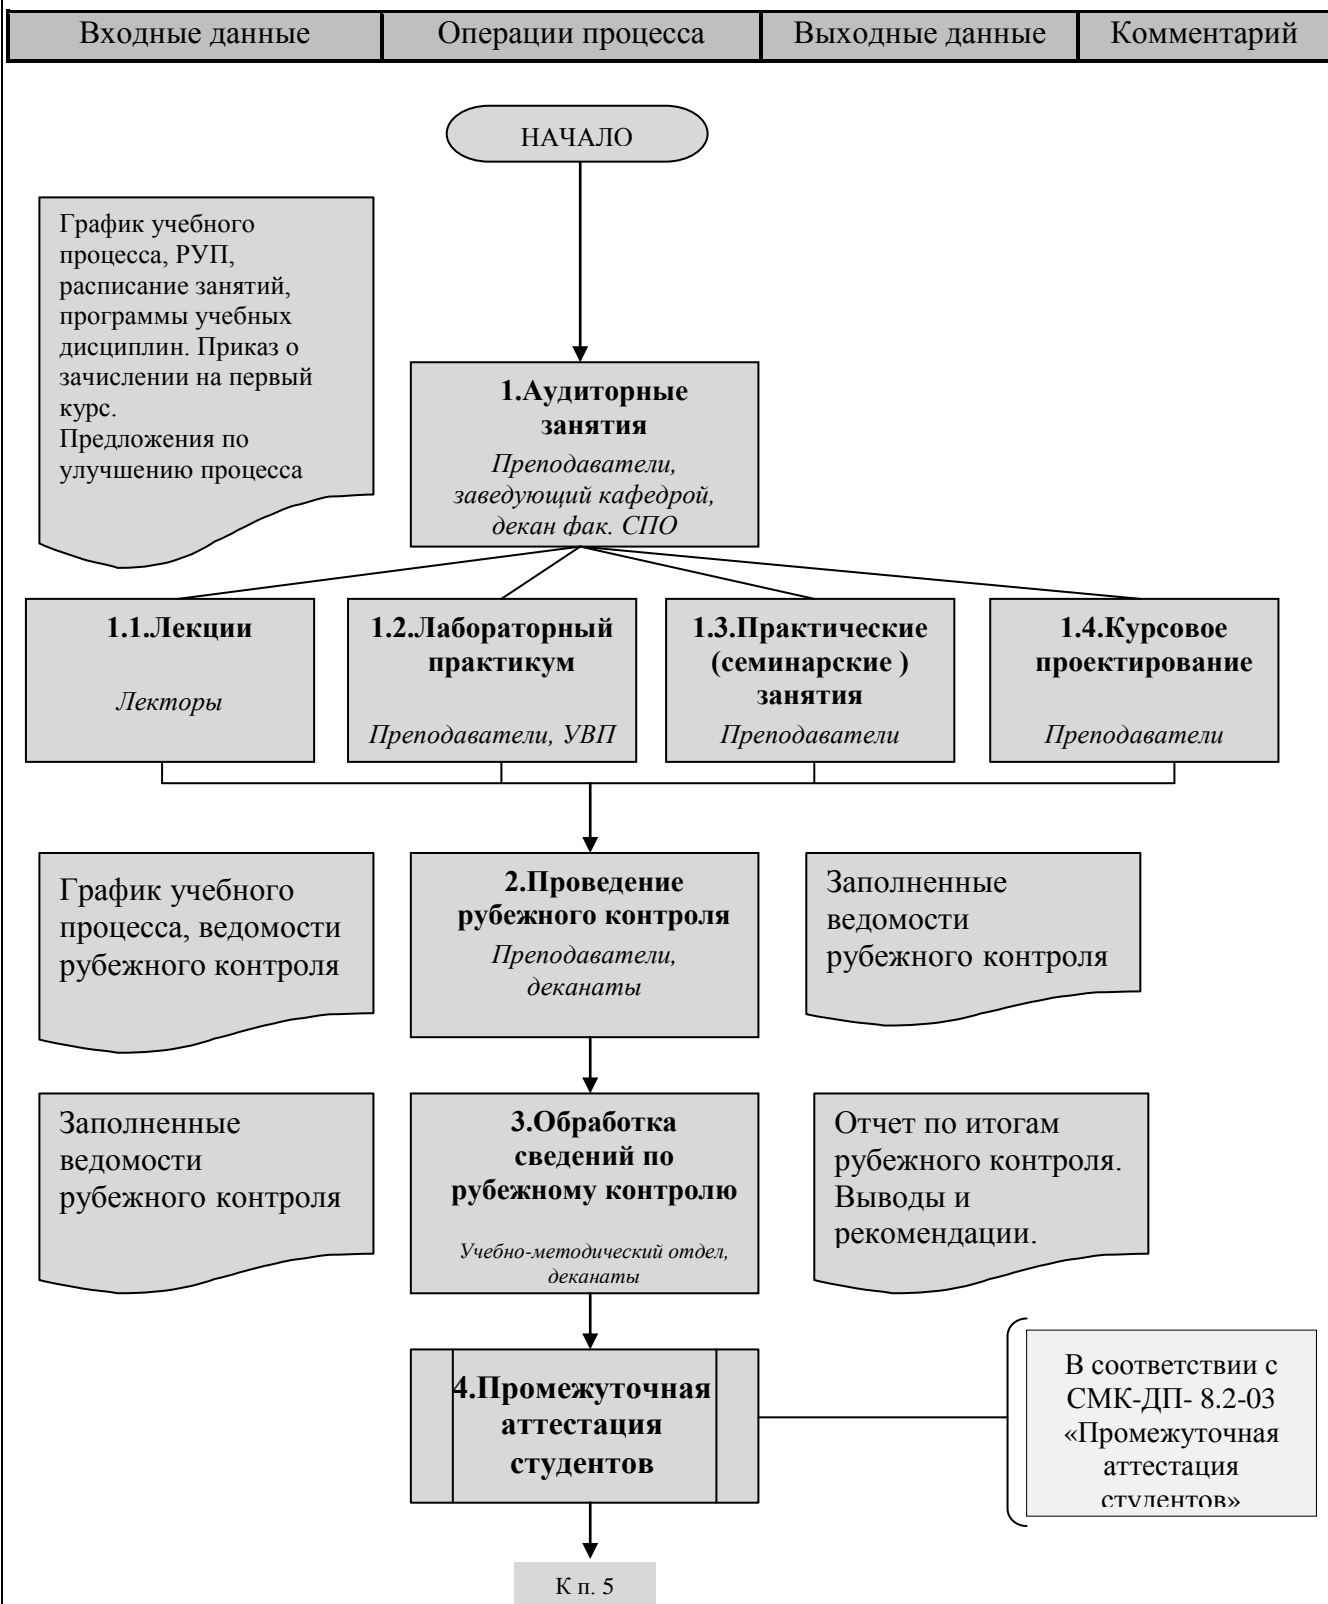 Входные данные
Операции процесса
Выходные данные
Комментарий
НАЧАЛО
График учебного
процесса, РУП,
расписание занятий,
программы учебных
дисциплин. Приказ о
зачислении на первый
курс.
Предложения по
улучшению процесса
1.Аудиторные
занятия
Преподаватели,
заведующий кафедрой,
декан фак. СПО
1.1.Лекции
Лекторы
1.2.Лабораторный
практикум
Преподаватели, УВП
1.3.Практические
(семинарские )
занятия
Преподаватели
1.4.Курсовое
проектирование
Преподаватели
График учебного
процесса, ведомости
рубежного контроля
2.Проведение
рубежного контроля
Преподаватели,
деканаты
Заполненные
ведомости
рубежного контроля
Заполненные
ведомости
рубежного контроля
3.Обработка
сведений по
рубежному контролю
Учебно-методический отдел,
деканаты
Отчет по итогам
рубежного контроля.
Выводы и
рекомендации.
4.Промежуточная
аттестация
студентов
В соответствии с
СМК-ДП- 8.2-03
«Промежуточная
аттестация
студентов»
К п. 5